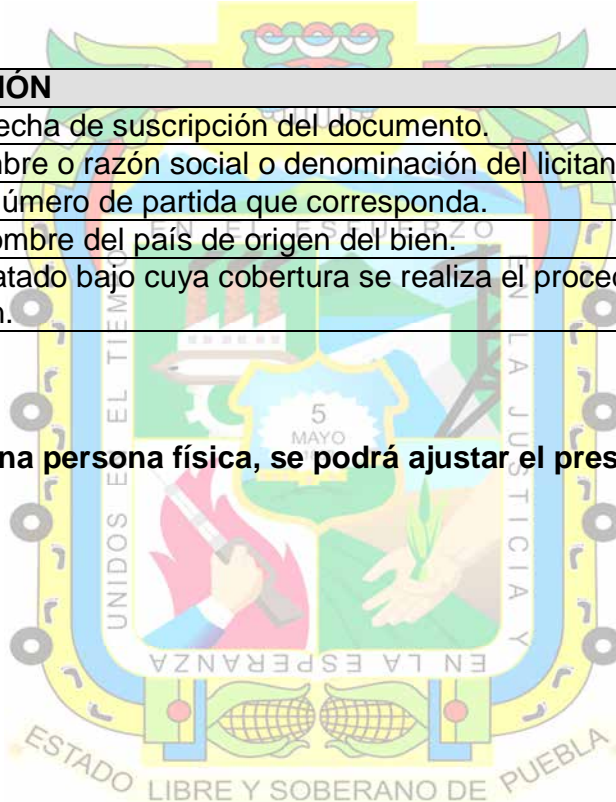 IÓN
echa de suscripción del documento.
bre o razón social o denominación del licitan
úmero de partida que corresponda.
ombre del país de origen del bien.
atado bajo cuya cobertura se realiza el proced
n.
na persona física, se podrá ajustar el pres
UNIDOS EN EL TIEMPO
EN EL ESFUERZO
EN LA JUSTICIA Y
EN LA ESPERANZA
5
MAYO
ESTADO LIBRE Y SOBERANO DE PUEBLA